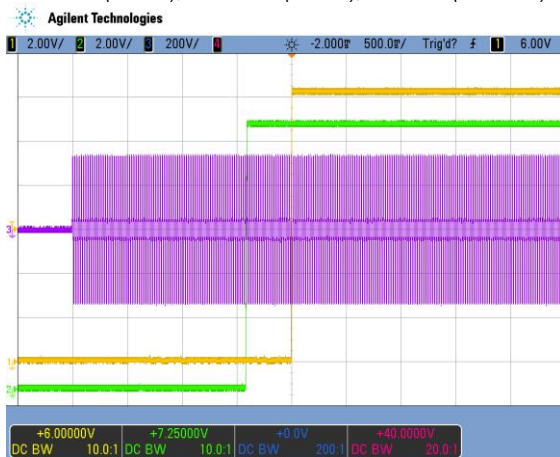 Agilent Technologies
1 2.00V/ 2 2.00V/ 3 200V/ 4 -2.000m 500.0m/ Trig'd? 1 6.00V
3
1
2
+6.00000V +7.25000V +0.0V +40.0000V
DC BW 10.0:1 DC BW 10.0:1 DC BW 200:1 DC BW 20.0:1